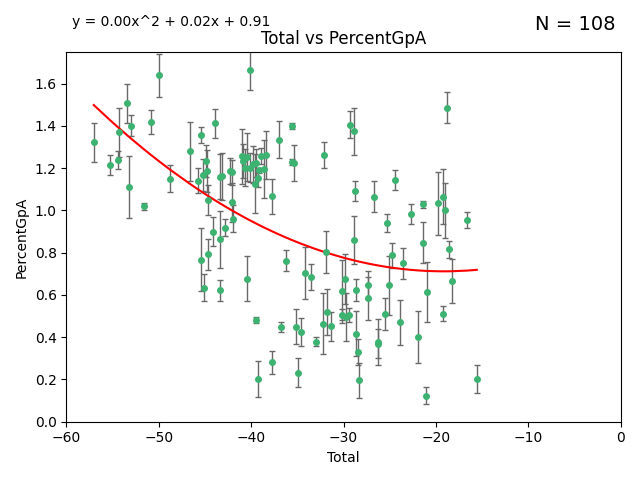 y = 0.00x^2 + 0.02x + 0.91
N = 108
Total vs PercentGpA
PercentGpA
1.6
1.4
1.2
1.0
0.8
0.6
0.4
0.2
0.0
−60 −50 −40 −30 −20 −10 0
Total